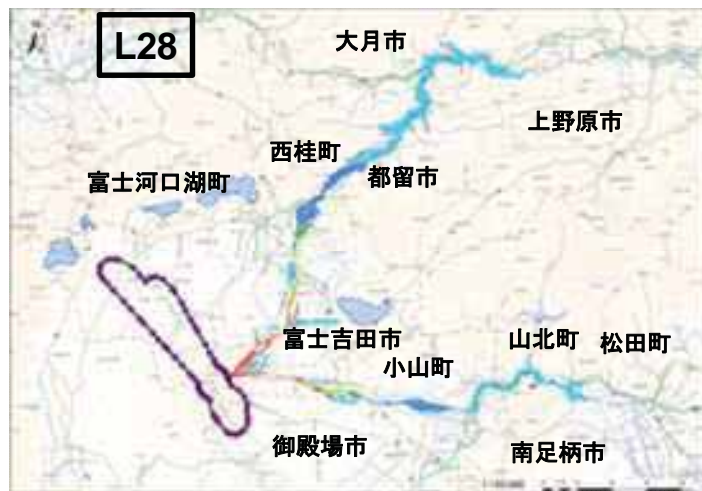 L28
大月市
上野原市
西桂町
都留市
富士河口湖町
富士吉田市
小山町
山北町
松田町
御殿場市
南足柄市